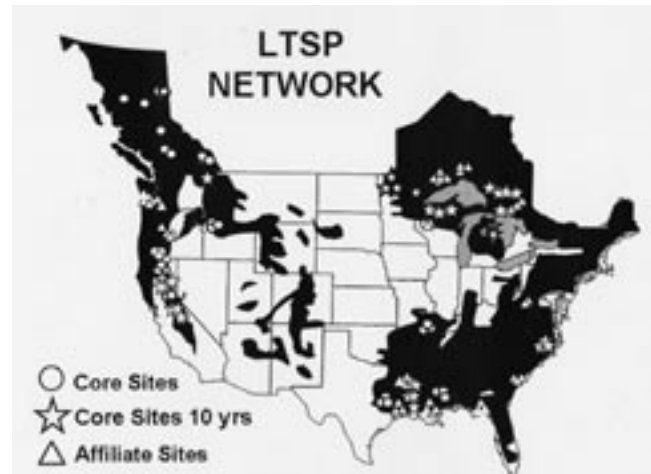 LTSP
NETWORK
Core Sites
Core Sites 10 yrs
Affiliate Sites